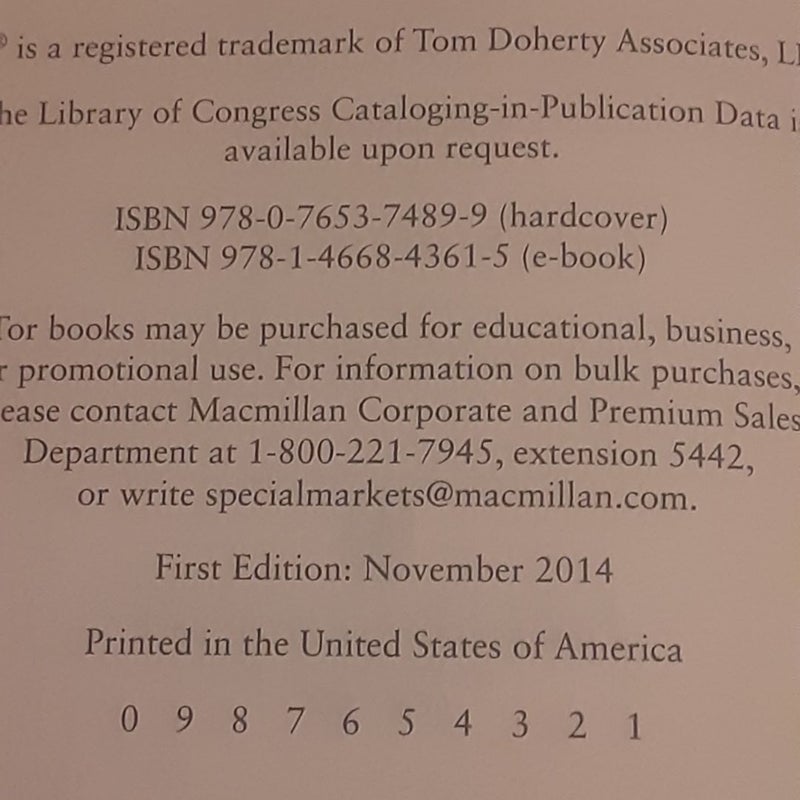 ® is a registered trademark of Tom Doherty Associates, LL
he Library of Congress Cataloging-in-Publication Data i
available upon request.
ISBN 978-0-7653-7489-9 (hardcover)
ISBN 978-1-4668-4361-5 (e-book)
Tor books may be purchased for educational, business,
r promotional use. For information on bulk purchases,
ease contact Macmillan Corporate and Premium Sales
Department at 1-800-221-7945, extension 5442,
or write specialmarkets@macmillan.com.
First Edition: November 2014
Printed in the United States of America
0 9 8 7 6 5 4 3 2 1